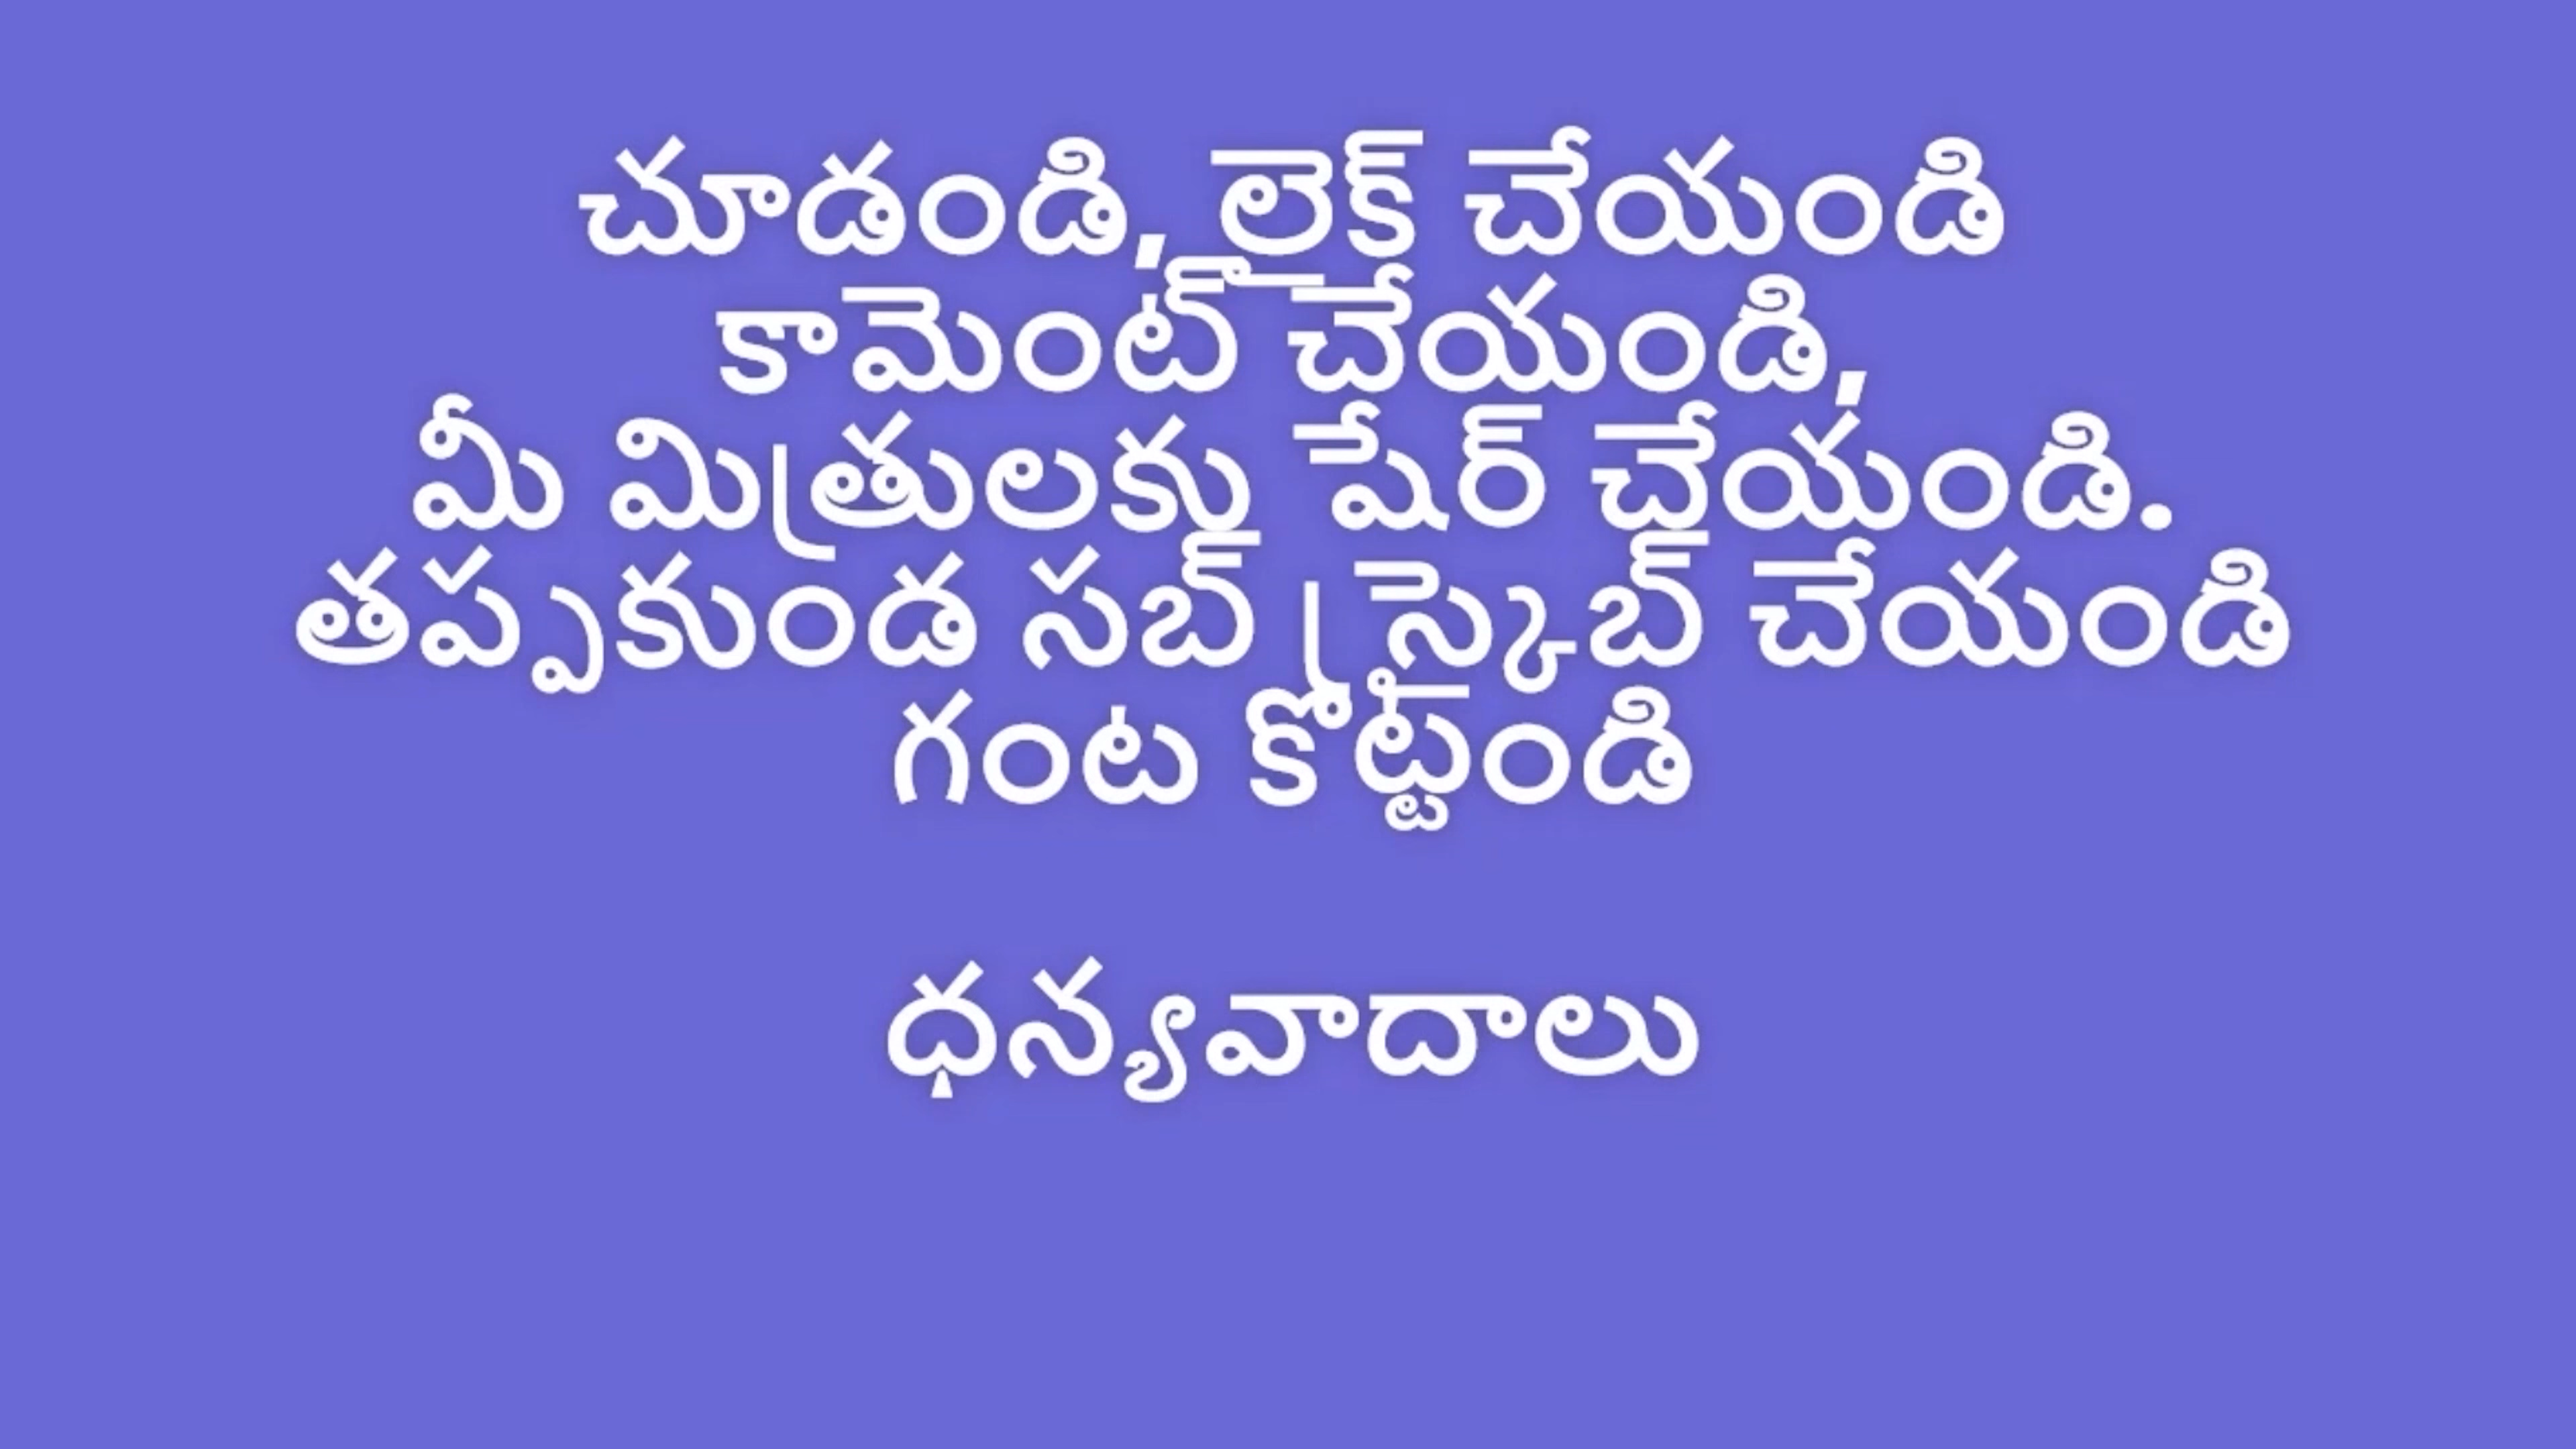 చూడండి, లైక్ చేయండి
కామెంట్ చేయండి,
మీ మిత్రులకు షేర్ చేయండి.
తప్పకుండ సబ్ స్క్రైబ్ చేయండి
గంట కొట్టండి
ధన్యవాదాలు